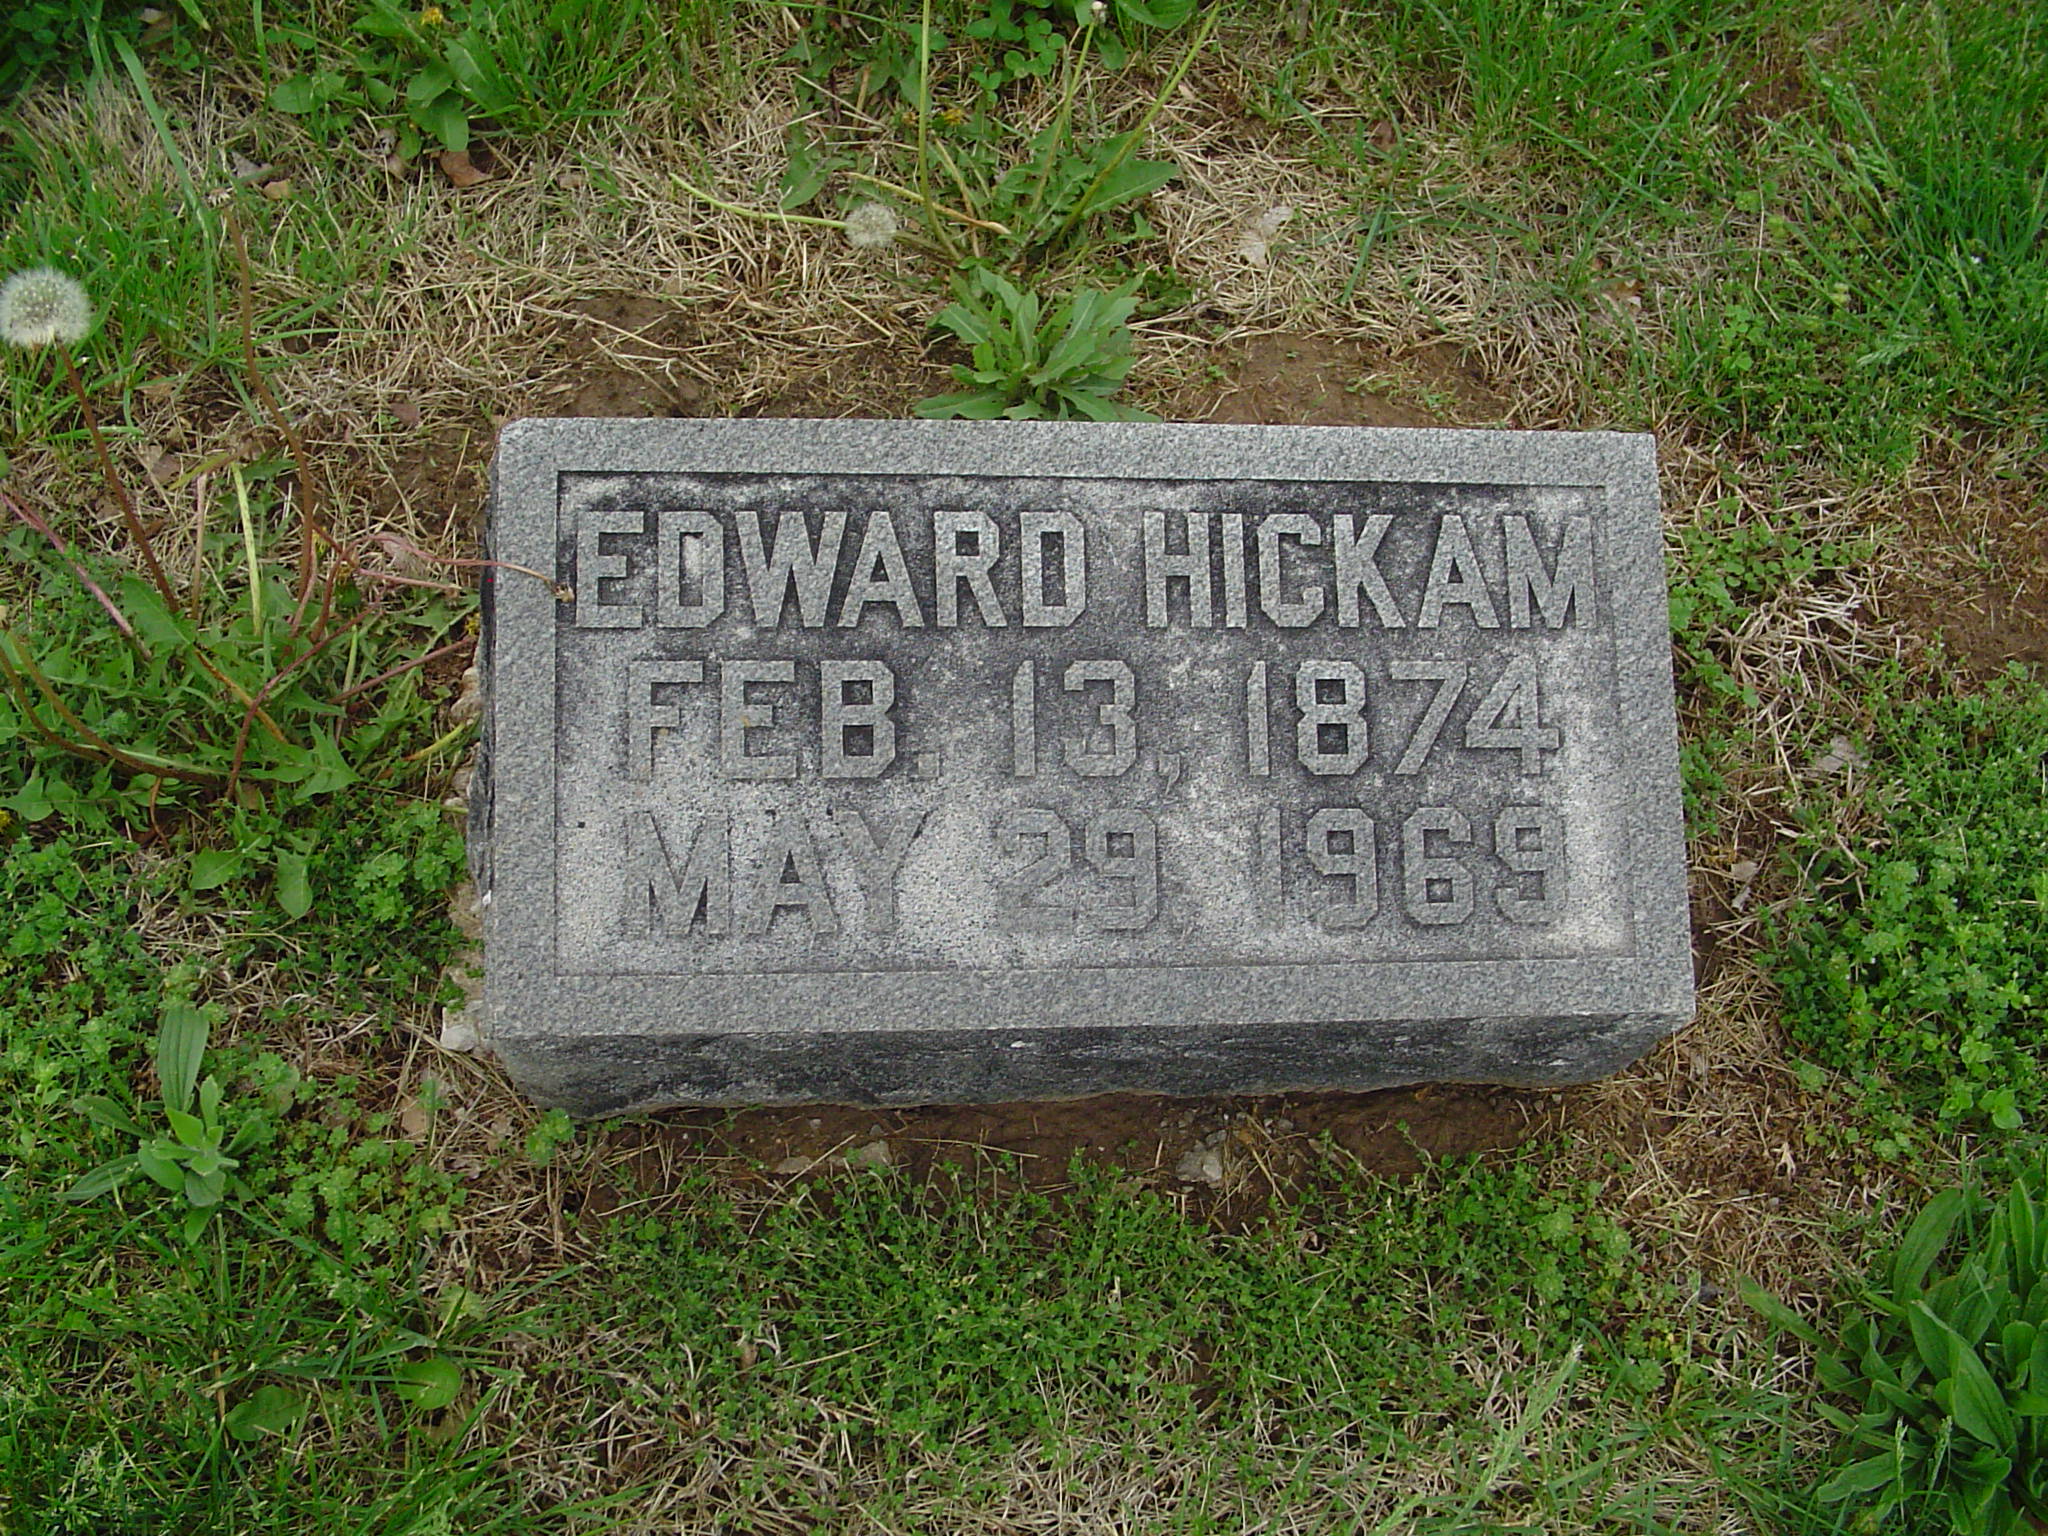 EDWARD HICKAM
FEB. 13, 1874
MAY 29, 1969